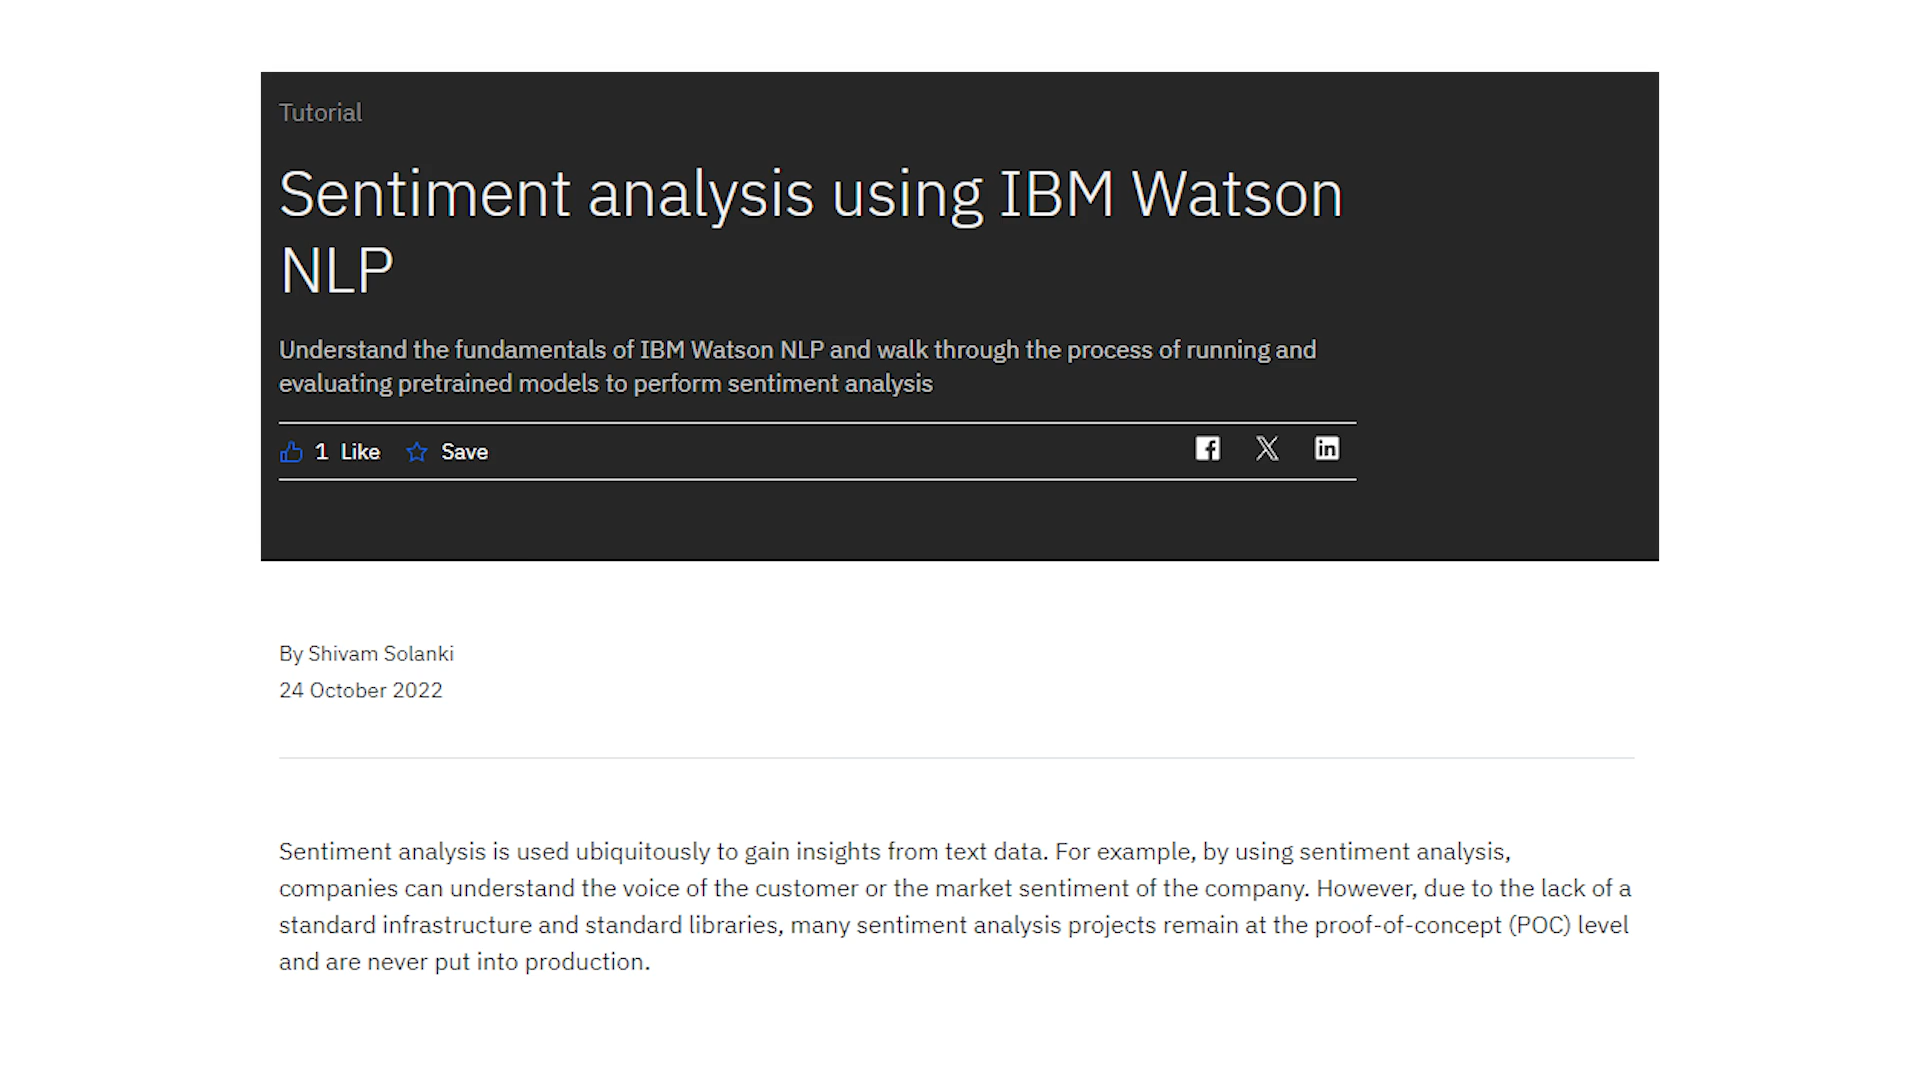 Tutorial
Sentiment analysis using IBM Watson
NLP
Understand the fundamentals of IBM Watson NLP and walk through the process of running and
evaluating pretrained models to perform sentiment analysis
1 Like Save
By Shivam Solanki
24 October 2022
Sentiment analysis is used ubiquitously to gain insights from text data. For example, by using sentiment analysis,
companies can understand the voice of the customer or the market sentiment of the company. However, due to the lack of a
standard infrastructure and standard libraries, many sentiment analysis projects remain at the proof-of-concept (POC) level
and are never put into production.